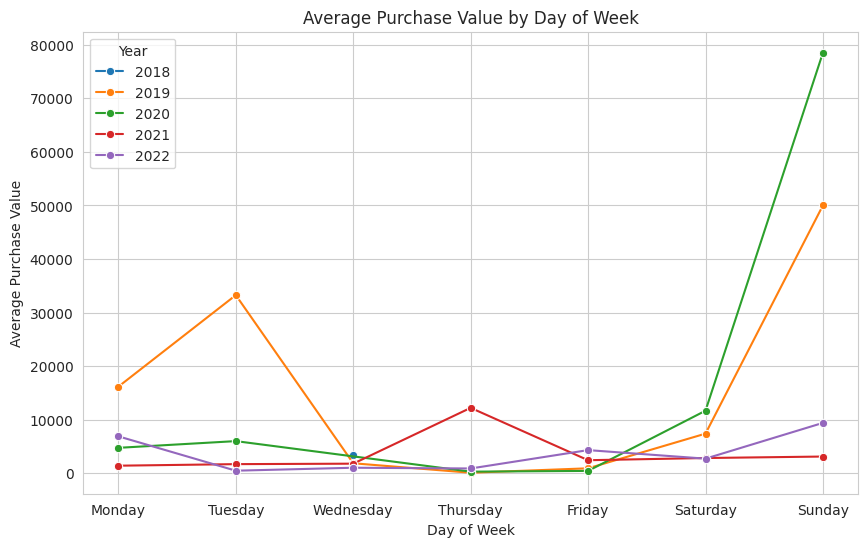 Average Purchase Value by Day of Week
Year
2018
2019
2020
2021
2022
Average Purchase Value
80000
70000
60000
50000
40000
30000
20000
10000
0
Monday Tuesday Wednesday Thursday Friday Saturday Sunday
Day of Week